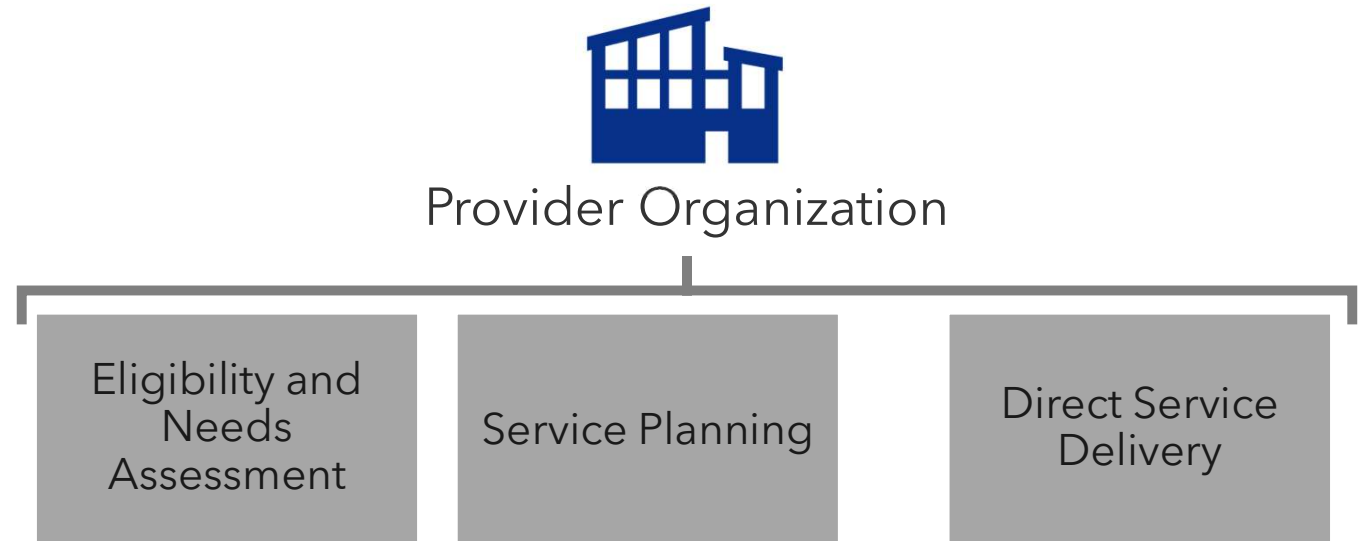 Provider Organization
Eligibility and
Needs
Assessment
Service Planning
Direct Service
Delivery